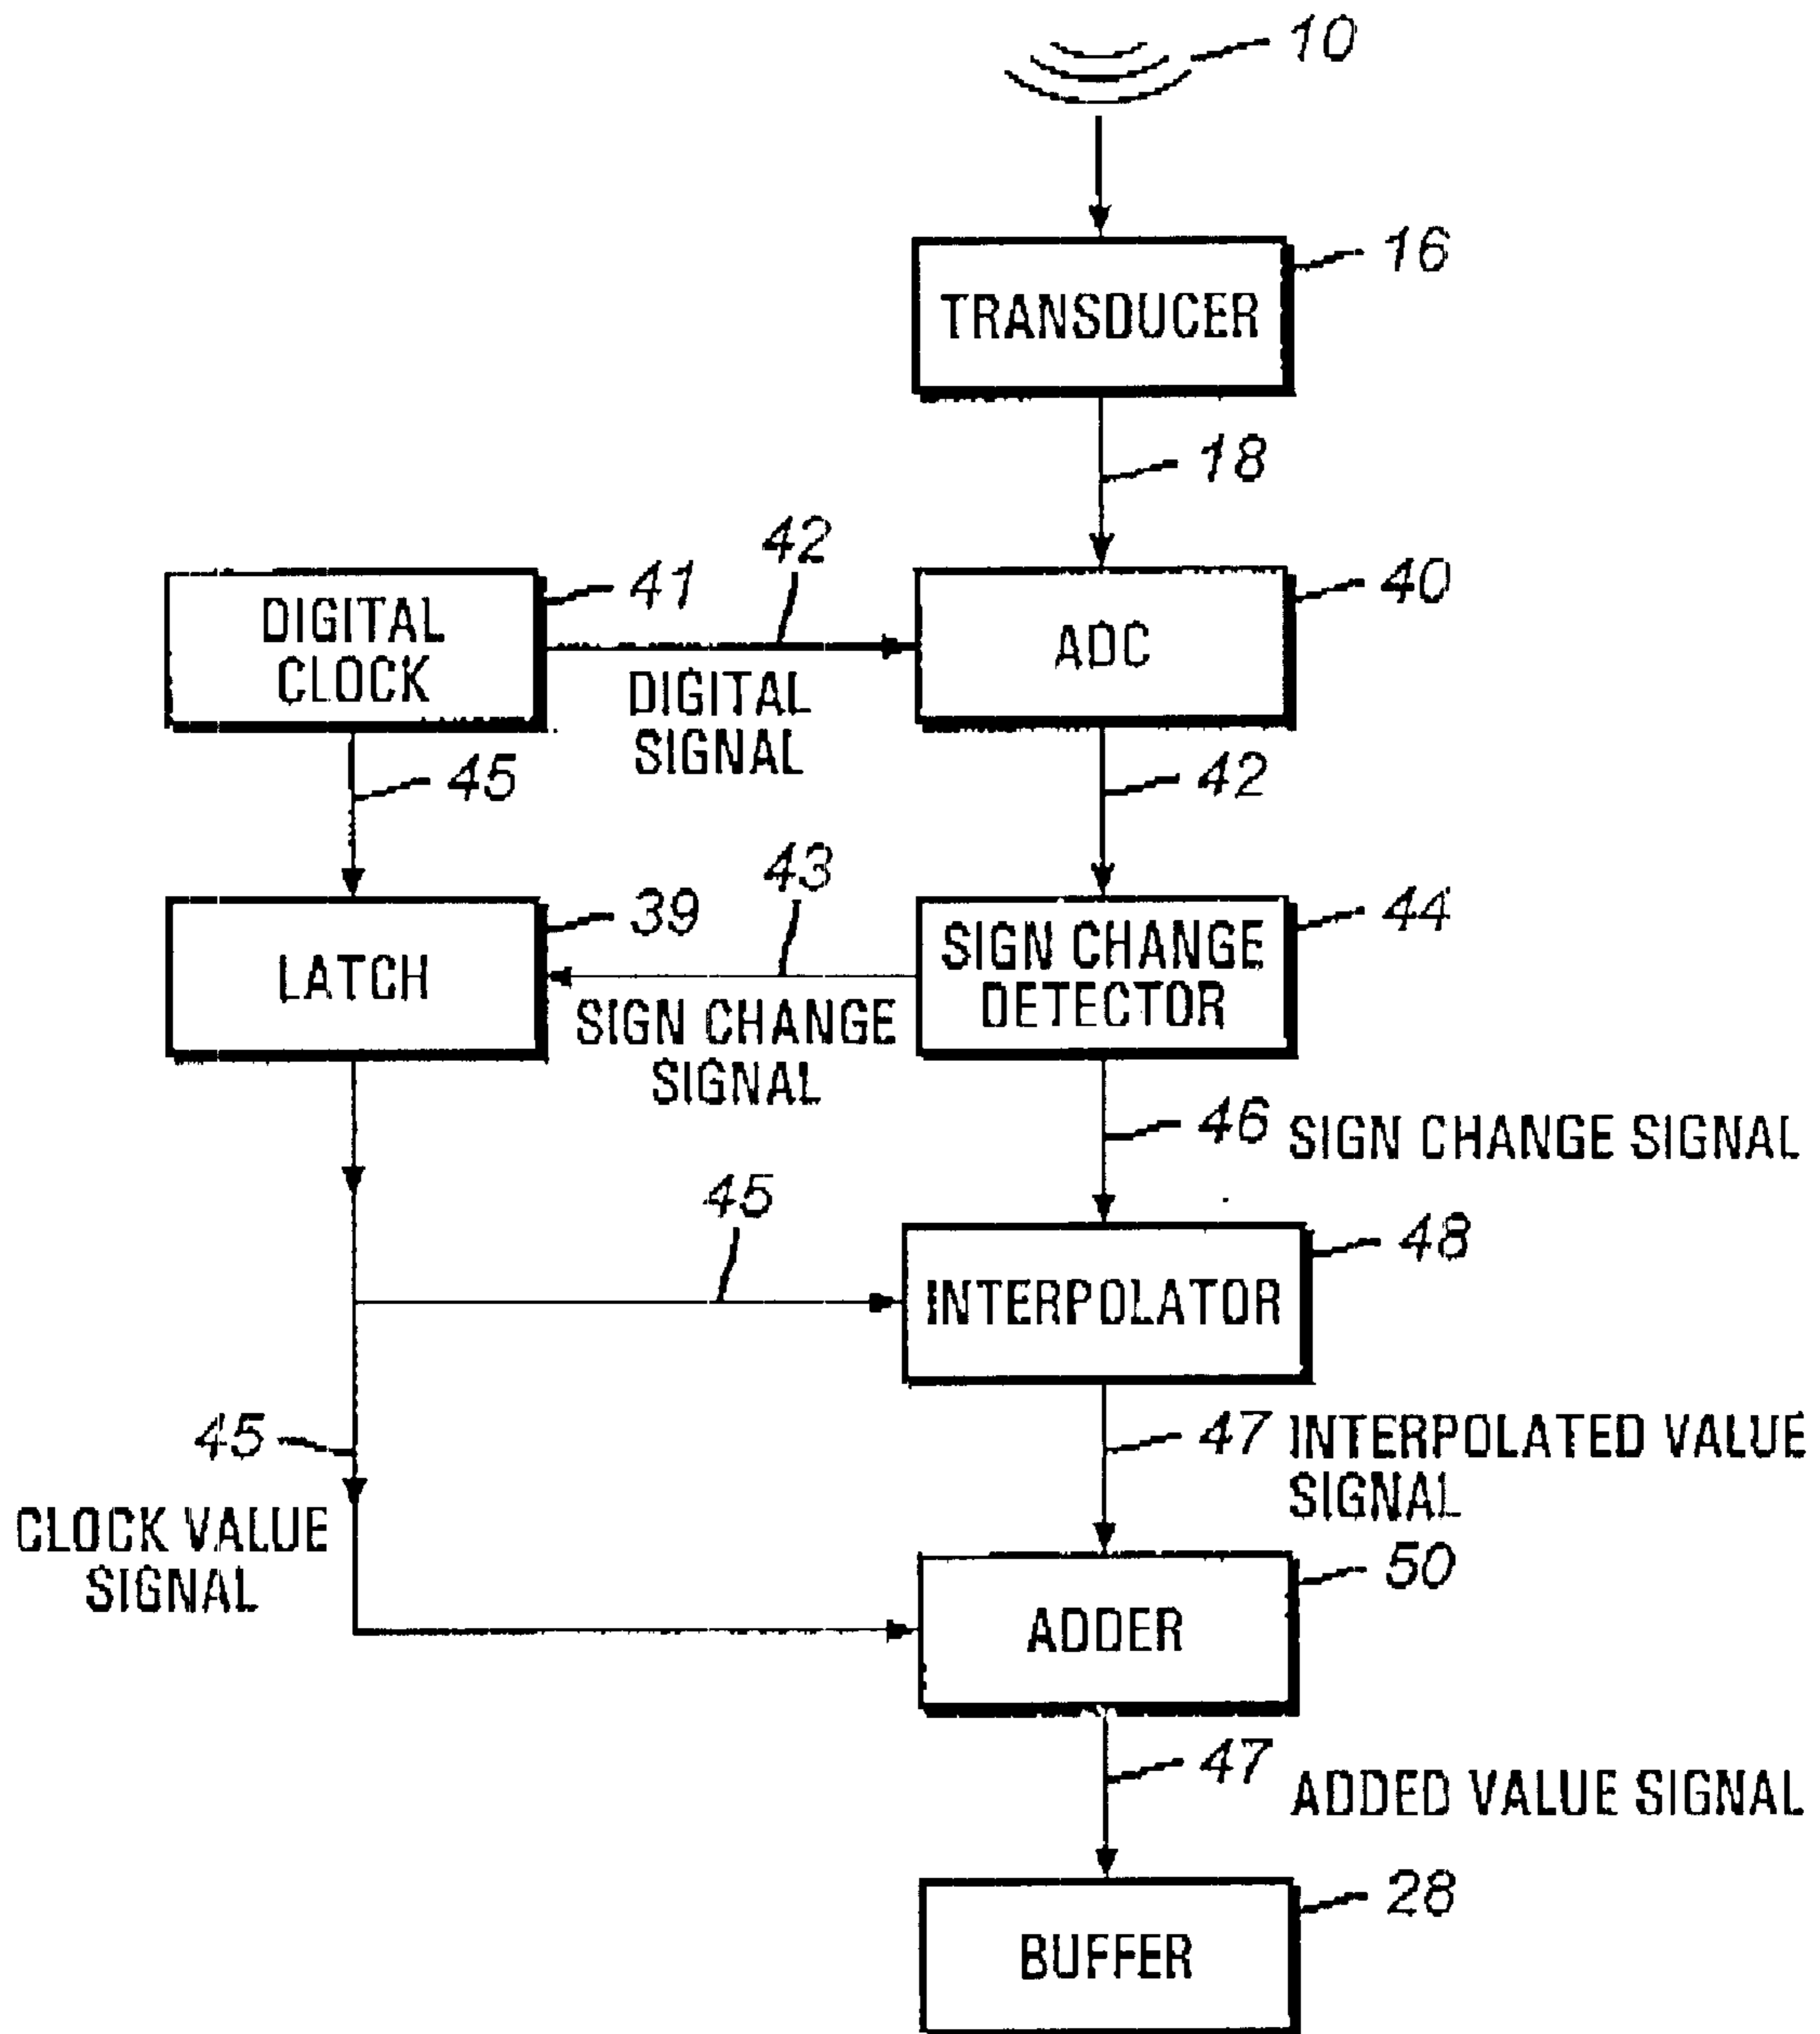 10
TRANSDUCER
16
18
DIGITAL
CLOCK
41
42
DIGITAL
SIGNAL
ADC
40
45
42
LATCH
39
43
SIGN CHANGE
SIGNAL
SIGN CHANGE
DETECTOR
44
46 SIGN CHANGE SIGNAL
45
INTERPOLATOR
48
45
CLOCK VALUE
SIGNAL
47 INTERPOLATED VALUE
SIGNAL
ADDER
50
47 ADDED VALUE SIGNAL
BUFFER
28